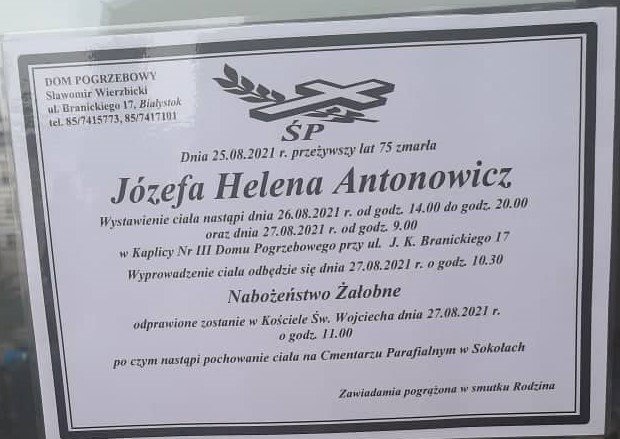 DOM POGRZEBOWY
Sławomir Wierzbicki
ul. Branickiego 17, Białystok
tel. 85/7415773, 85/7417101
ŚP
Dnia 25.08.2021 r. przeżywszy lat 75 zmarła
Józefa Helena Antonowicz
Wystawienie ciała nastąpi dnia 26.08.2021 r. od godz. 14.00 do godz. 20.00
oraz dnia 27.08.2021 r. od godz. 9.00
w Kaplicy Nr III Domu Pogrzebowego przy ul. J. K. Branickiego 17
Wyprowadzenie ciała odbędzie się dnia 27.08.2021 r. o godz. 10.30
Nabożeństwo Żałobne
odprawione zostanie w Kościele Św. Wojciecha dnia 27.08.2021 r.
o godz. 11.00
po czym nastąpi pochowanie ciała na Cmentarzu Parafialnym w Sokołach
Zawiadamia pogrążona w smutku Rodzina